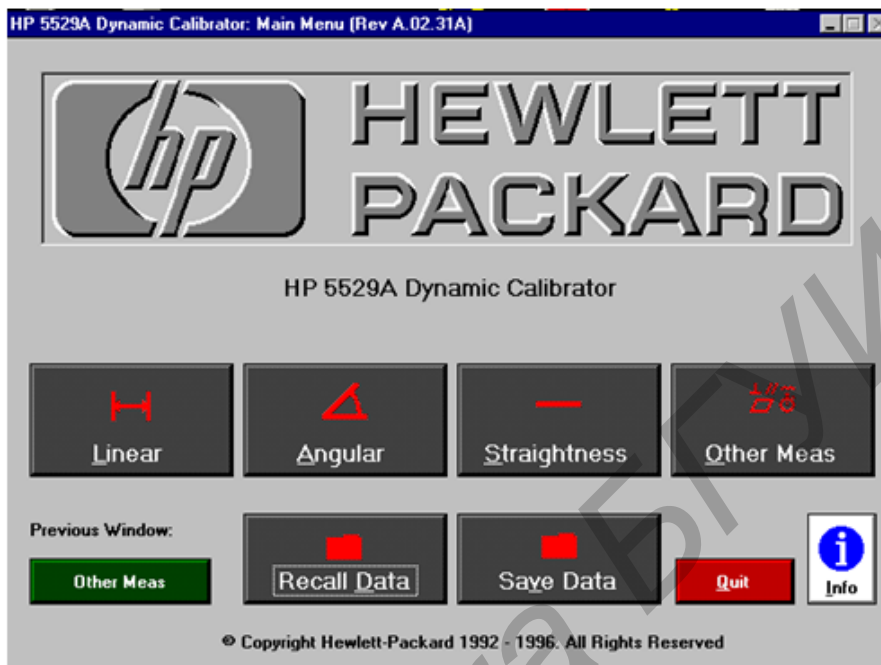 HP 5529A Dynamic Calibrator: Main Menu (Rev A.02.31A)
hp
HEWLETT
PACKARD
HP 5529A Dynamic Calibrator
Linear
Angular
Straightness
Other Meas
Previous Window:
Other Meas
Recall Data
Save Data
Quit
i
Info
© Copyright Hewlett-Packard 1992 - 1996. All Rights Reserved
БГУИ